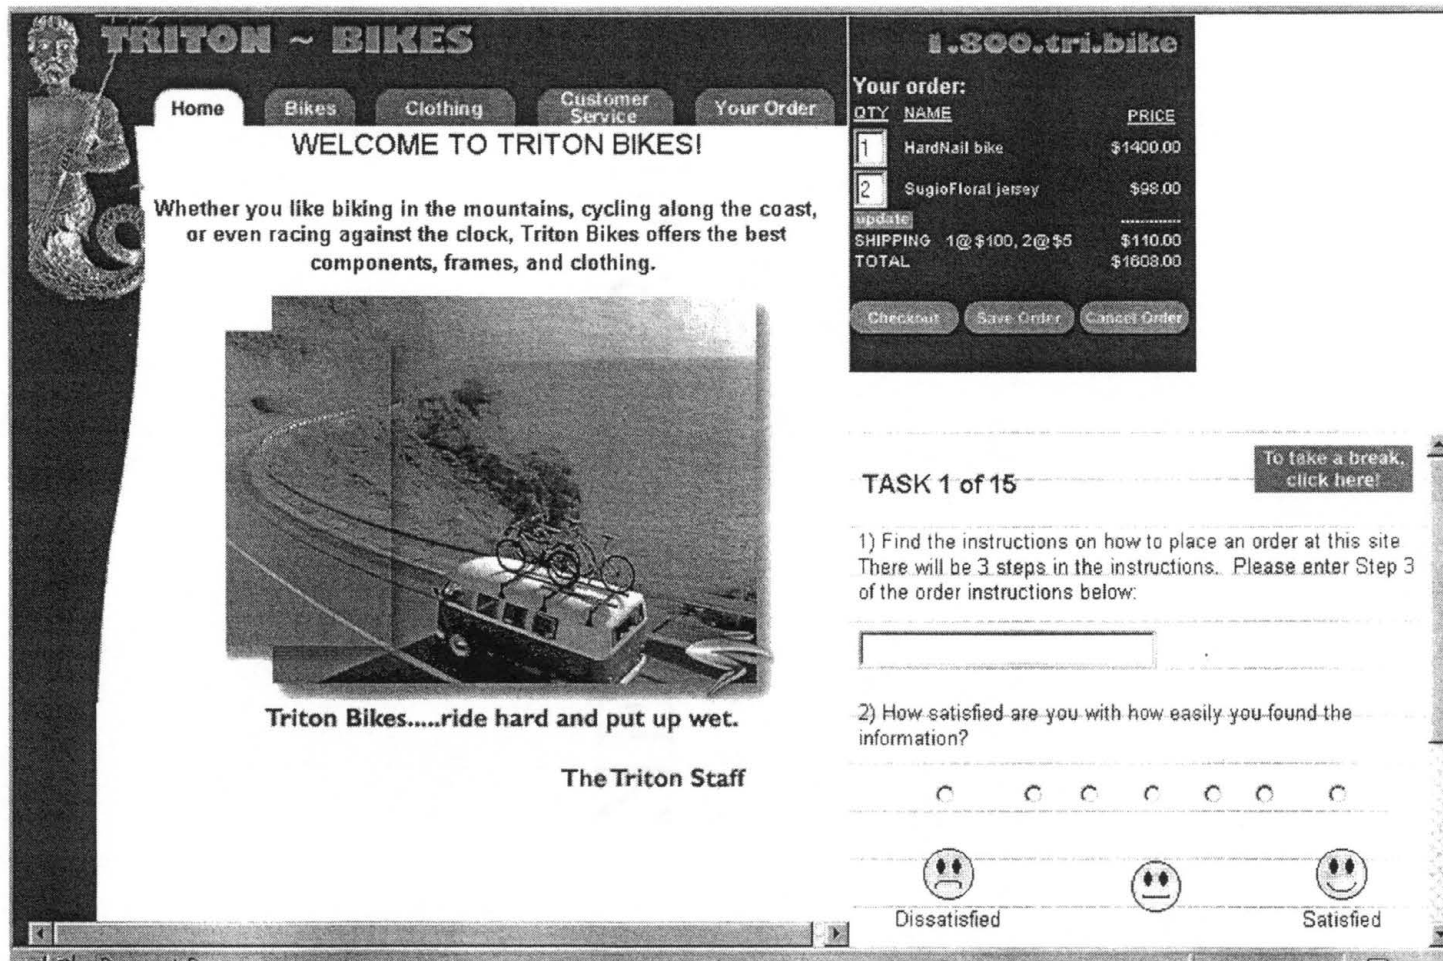 TRITON ~ BIKES
Home
Bikes
Clothing
Customer
Service
Your Order
WELCOME TO TRITON BIKES!
Whether you like biking in the mountains, cycling along the coast,
or even racing against the clock, Triton Bikes offers the best
components, frames, and clothing.
Triton Bikes.....ride hard and put up wet.
The Triton Staff
1.800.tri.bike
Your order:
QTY NAME PRICE
1 HardNail bike $1400.00
2 SugioFloral jersey $98.00
update ------------
SHIPPING 1@ $100, 2@ $5 $110.00
TOTAL $1608.00
Checkout
Save Order
Cancel Order
To take a break,
click here!
TASK 1 of 15
1) Find the instructions on how to place an order at this site
There will be 3 steps in the instructions. Please enter Step 3
of the order instructions below:
2) How satisfied are you with how easily you found the
information?
Dissatisfied
Satisfied